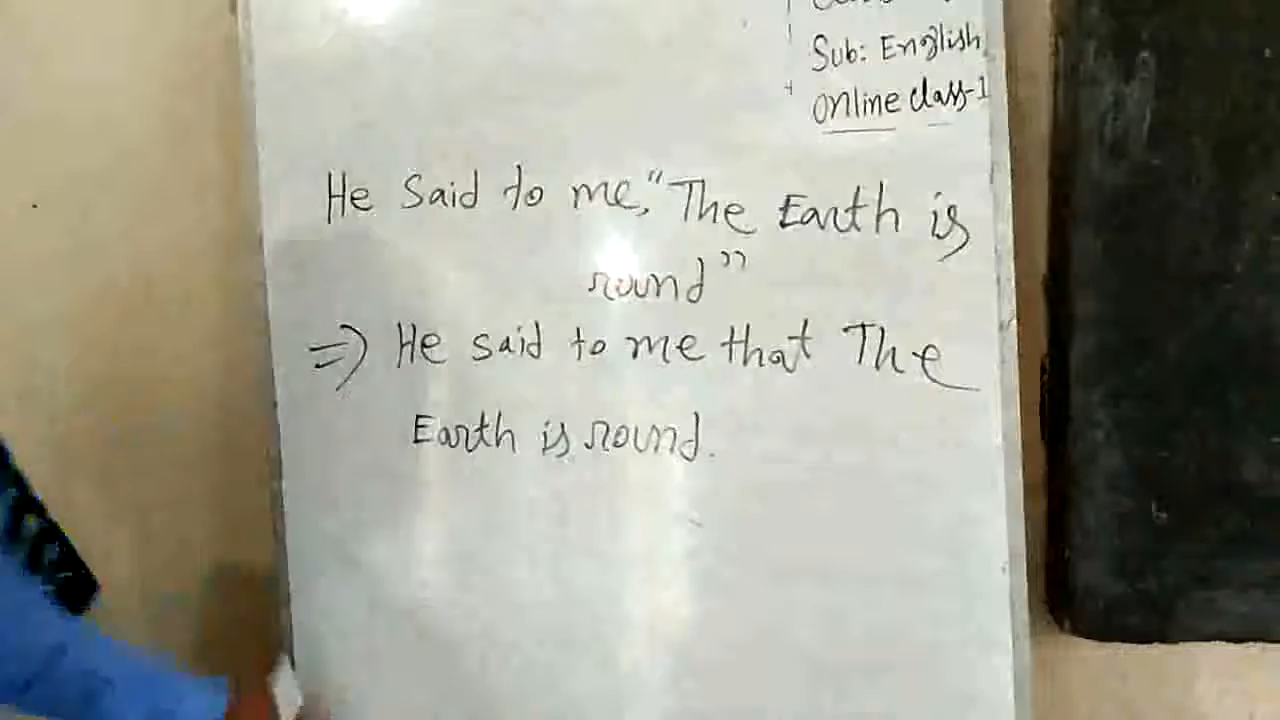 Sub: English
Online class-1
He said to me, "The Earth is
round"
⇒ He said to me that The
Earth is round.